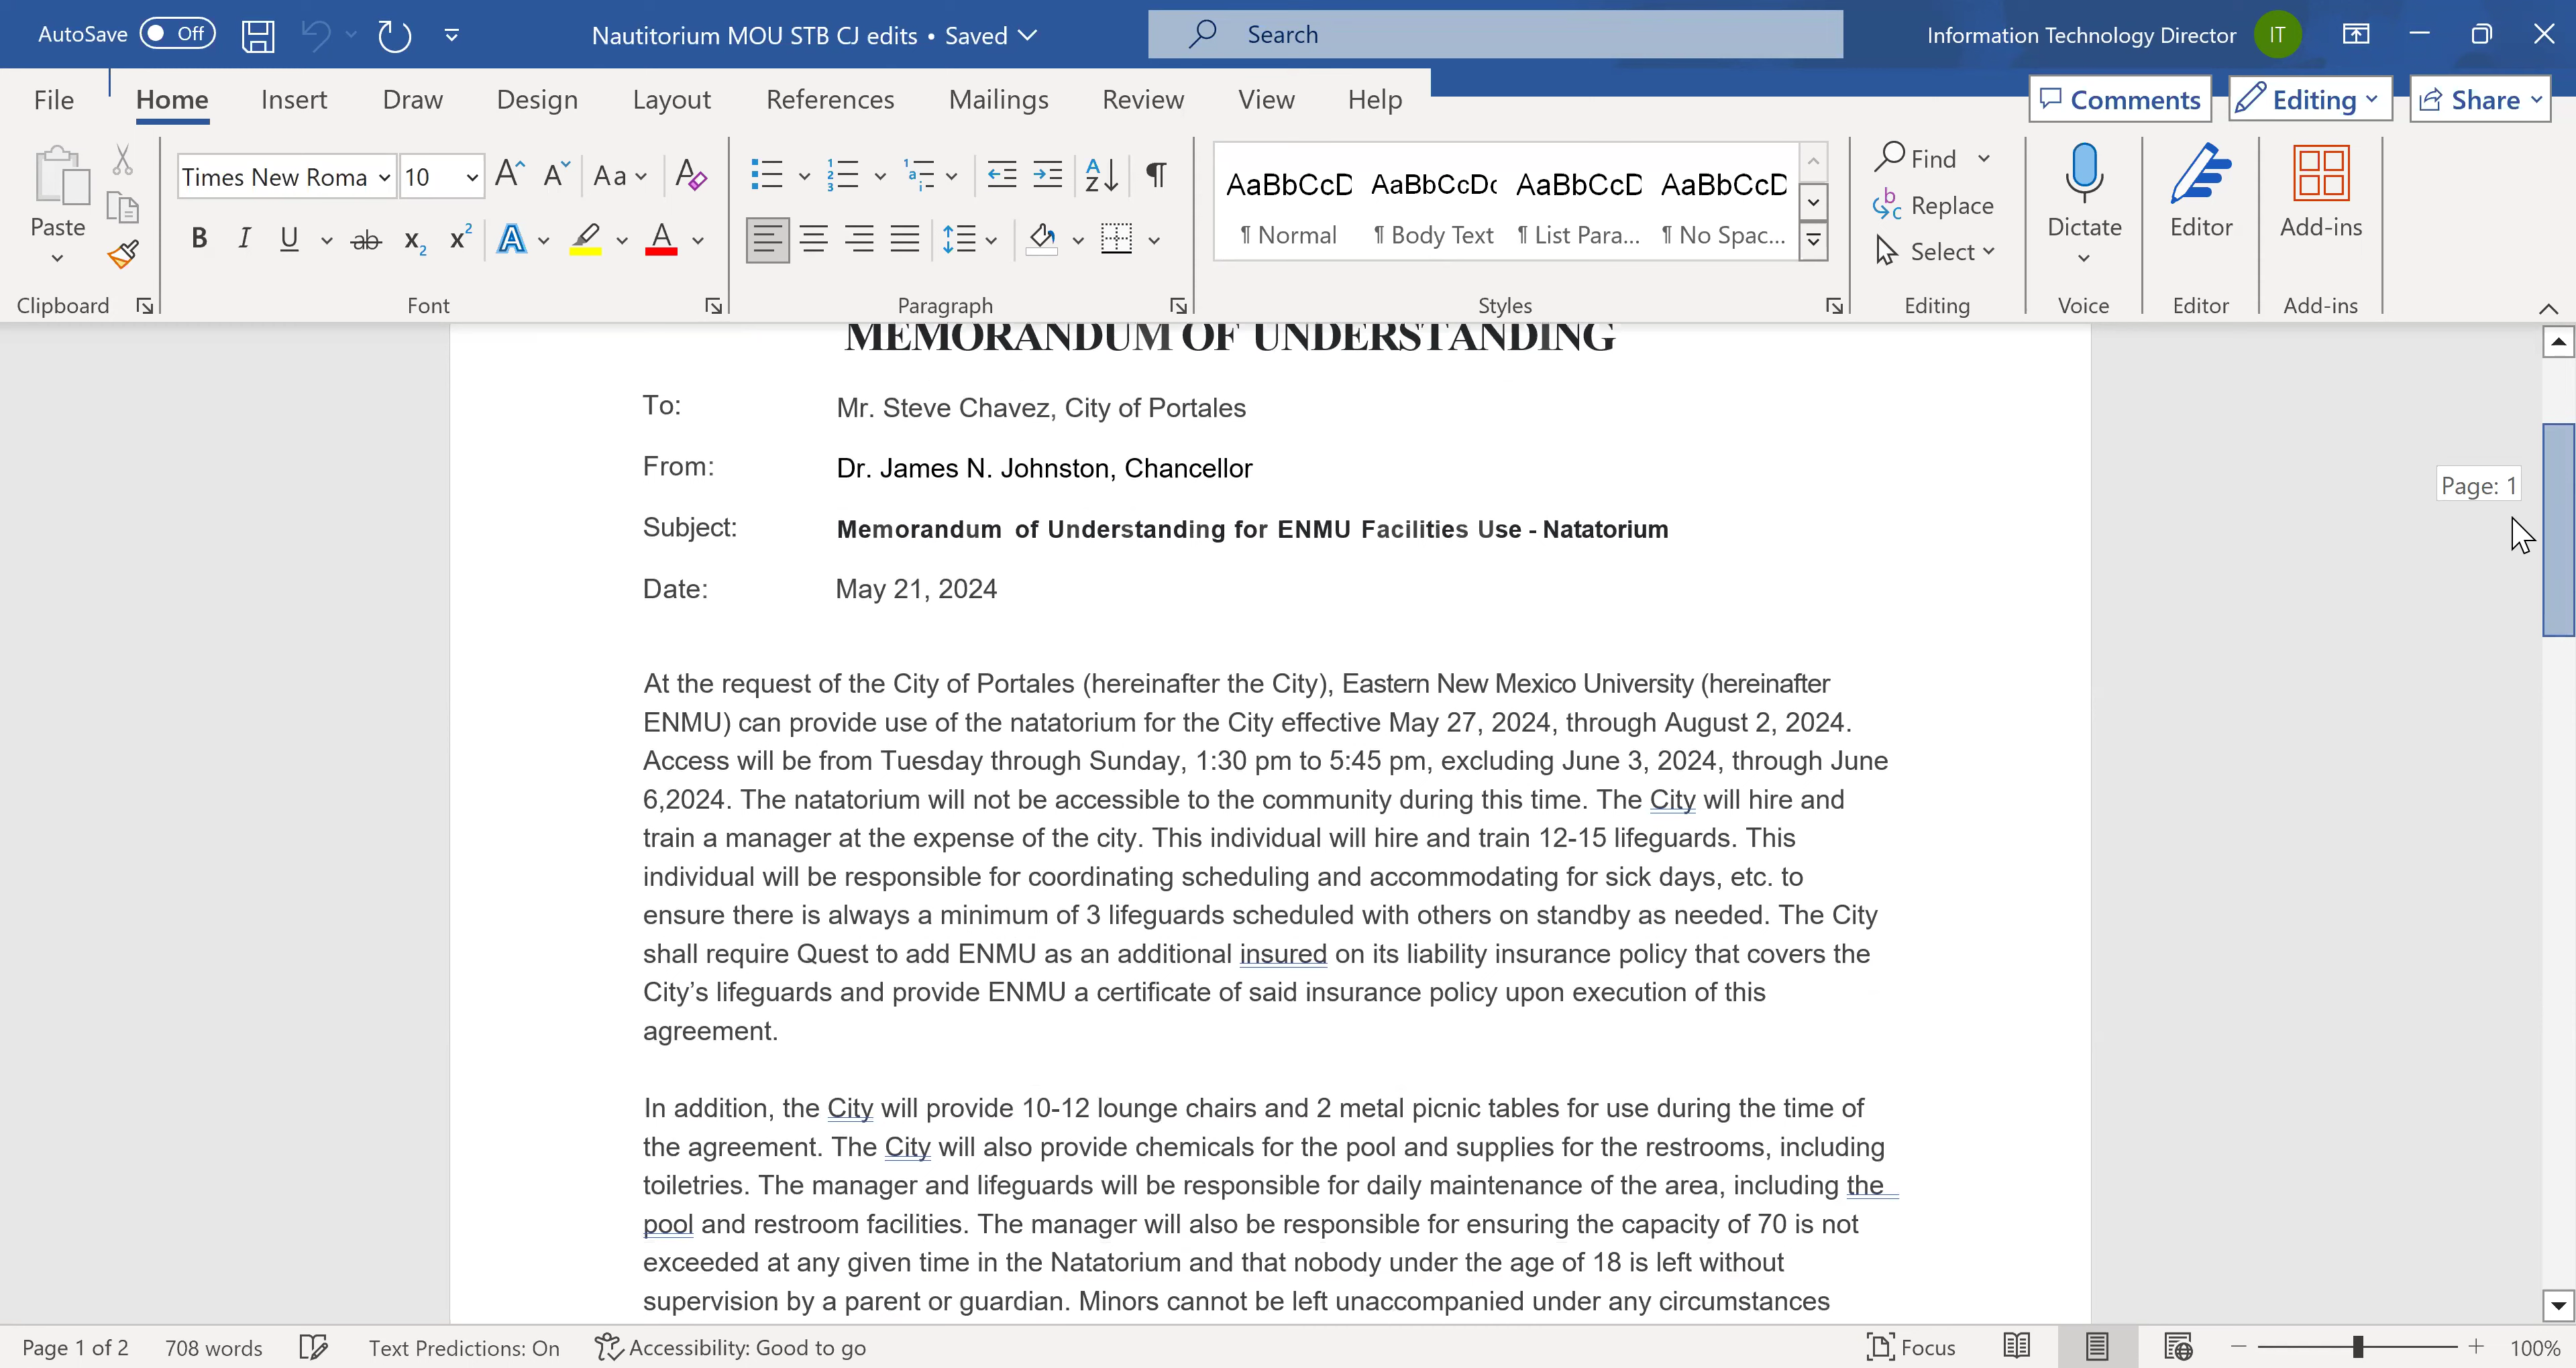 AutoSave Off Nautitorium MOU STB CJ edits • Saved Search Information Technology Director IT
File Home Insert Draw Design Layout References Mailings Review View Help Comments Editing Share
Paste
Clipboard
Times New Roma 10 Aa A
B I U ab x₂ x² A A
Font
Paragraph
AaBbCcD AaBbCcDc AaBbCcD AaBbCcD
¶ Normal ¶ Body Text ¶ List Para... ¶ No Spac...
Styles
Find
Replace
Select
Editing
Dictate
Voice
Editor
Editor
Add-ins
Add-ins
MEMORANDUM OF UNDERSTANDING
To: Mr. Steve Chavez, City of Portales
From: Dr. James N. Johnston, Chancellor
Page: 1
Subject: Memorandum of Understanding for ENMU Facilities Use - Natatorium
Date: May 21, 2024
At the request of the City of Portales (hereinafter the City), Eastern New Mexico University (hereinafter
ENMU) can provide use of the natatorium for the City effective May 27, 2024, through August 2, 2024.
Access will be from Tuesday through Sunday, 1:30 pm to 5:45 pm, excluding June 3, 2024, through June
6,2024. The natatorium will not be accessible to the community during this time. The City will hire and
train a manager at the expense of the city. This individual will hire and train 12-15 lifeguards. This
individual will be responsible for coordinating scheduling and accommodating for sick days, etc. to
ensure there is always a minimum of 3 lifeguards scheduled with others on standby as needed. The City
shall require Quest to add ENMU as an additional insured on its liability insurance policy that covers the
City’s lifeguards and provide ENMU a certificate of said insurance policy upon execution of this
agreement.
In addition, the City will provide 10-12 lounge chairs and 2 metal picnic tables for use during the time of
the agreement. The City will also provide chemicals for the pool and supplies for the restrooms, including
toiletries. The manager and lifeguards will be responsible for daily maintenance of the area, including the
pool and restroom facilities. The manager will also be responsible for ensuring the capacity of 70 is not
exceeded at any given time in the Natatorium and that nobody under the age of 18 is left without
supervision by a parent or guardian. Minors cannot be left unaccompanied under any circumstances
Page 1 of 2 708 words Text Predictions: On Accessibility: Good to go Focus 100%